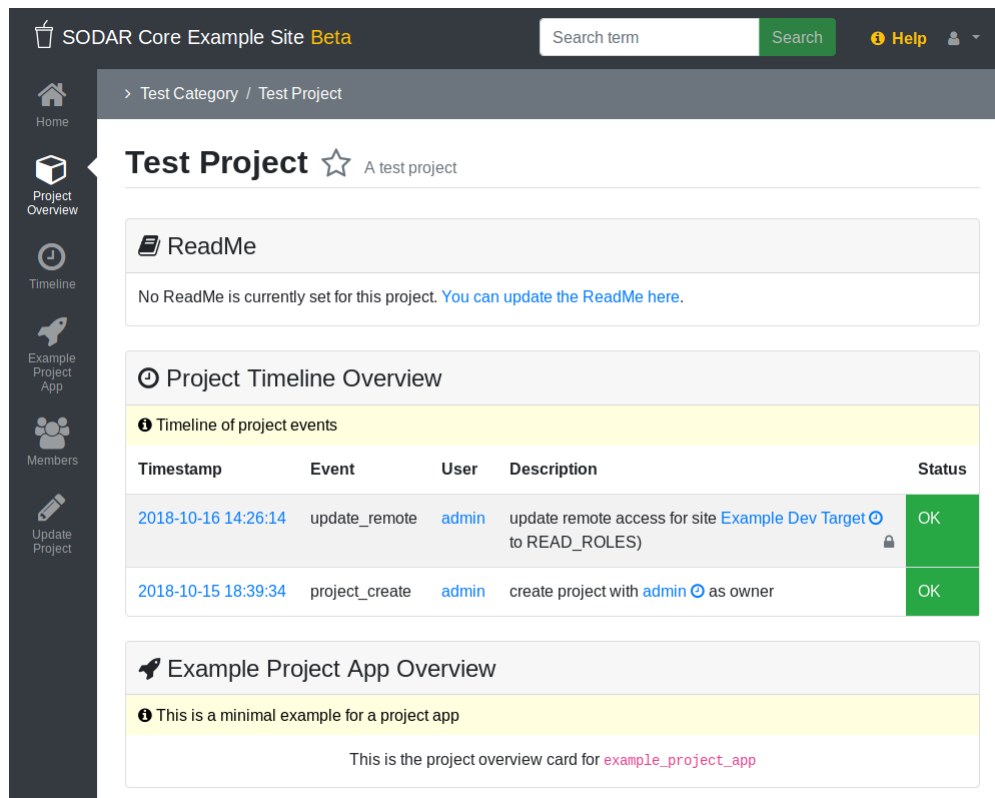 SODAR Core Example Site Beta
Search term
Search
Help
Home
Project
Overview
Timeline
Example
Project
App
Members
Update
Project
> Test Category / Test Project
Test Project A test project
ReadMe
No ReadMe is currently set for this project. You can update the ReadMe here.
Project Timeline Overview
Timeline of project events
Timestamp Event User Description Status
2018-10-16 14:26:14 update_remote admin update remote access for site Example Dev Target OK
to READ_ROLES)
2018-10-15 18:39:34 project_create admin create project with admin as owner OK
Example Project App Overview
This is a minimal example for a project app
This is the project overview card for example_project_app